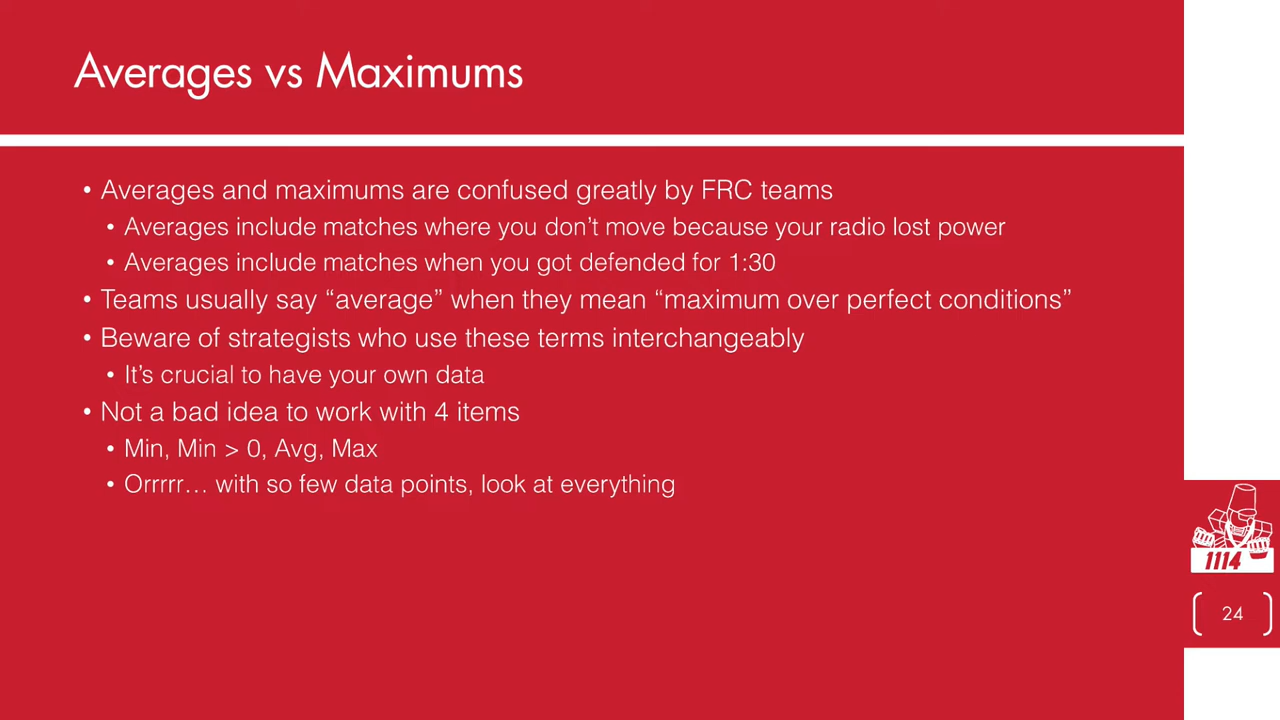 Averages vs Maximums
• Averages and maximums are confused greatly by FRC teams
• Averages include matches where you don’t move because your radio lost power
• Averages include matches when you got defended for 1:30
• Teams usually say “average” when they mean “maximum over perfect conditions”
• Beware of strategists who use these terms interchangeably
• It’s crucial to have your own data
• Not a bad idea to work with 4 items
• Min, Min > 0, Avg, Max
• Orrrrr… with so few data points, look at everything
1114
24